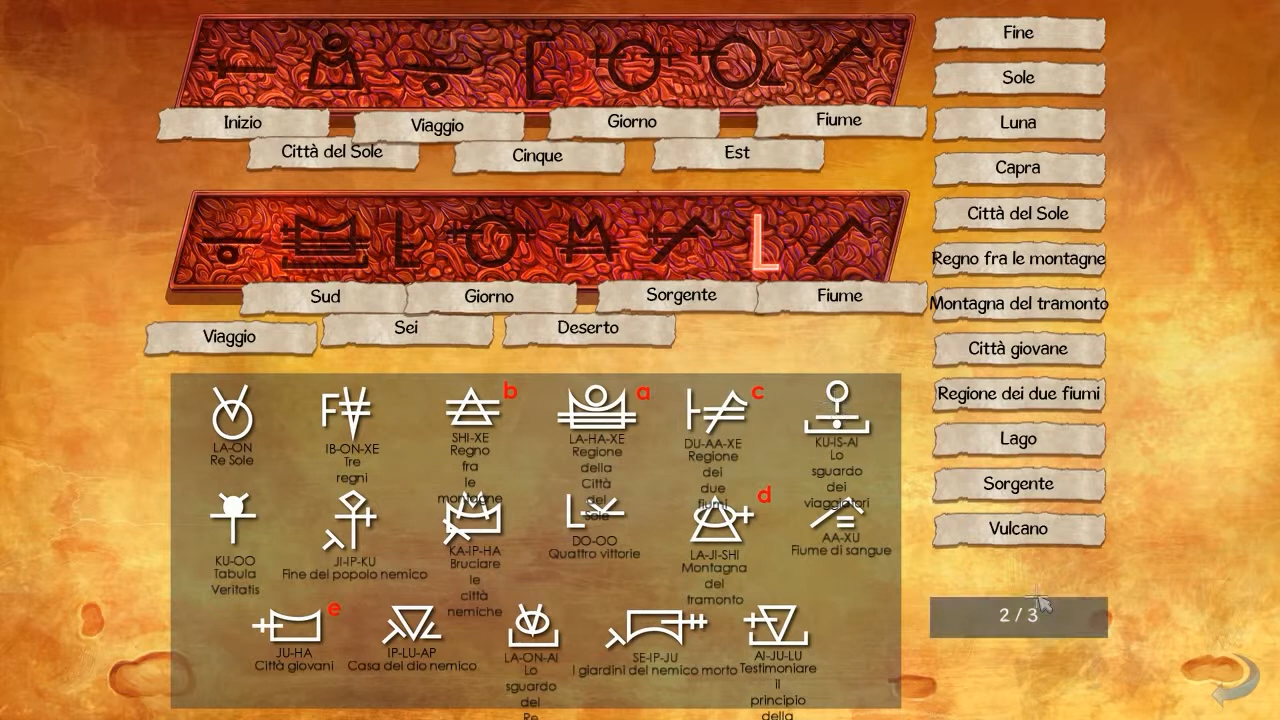 Fine
Sole
Luna
Capra
Città del Sole
Regno fra le montagne
Montagna del tramonto
Città giovane
Regione dei due fiumi
Lago
Sorgente
Vulcano
2 / 3
Inizio
Viaggio
Giorno
Fiume
Città del Sole
Cinque
Est
Sud
Giorno
Sorgente
Fiume
Viaggio
Sei
Deserto
LA-ON
Re Sole
IB-ON-XE
Tre
regni
b
SHI-XE
Regno
fra
le
montagne
a
LA-HA-XE
Regione
della
Città
del
Sole
c
DU-AA-XE
Regione
dei
due
fiumi
KU-IS-AI
Lo
sguardo
dei
viaggiatori
KU-OO
Tabula
Veritatis
JI-IP-KU
Fine del popolo nemico
KA-IP-HA
Bruciare
le
città
nemiche
DO-OO
Quattro vittorie
d
LA-JI-SHI
Montagna
del
tramonto
AA-XU
Fiume di sangue
e
JU-HA
Città giovani
IP-LU-AP
Casa del dio nemico
LA-ON-AI
Lo
sguardo
del
Re
SE-IP-JU
I giardini del nemico morto
AI-JU-LU
Testimoniare
il
principio
della